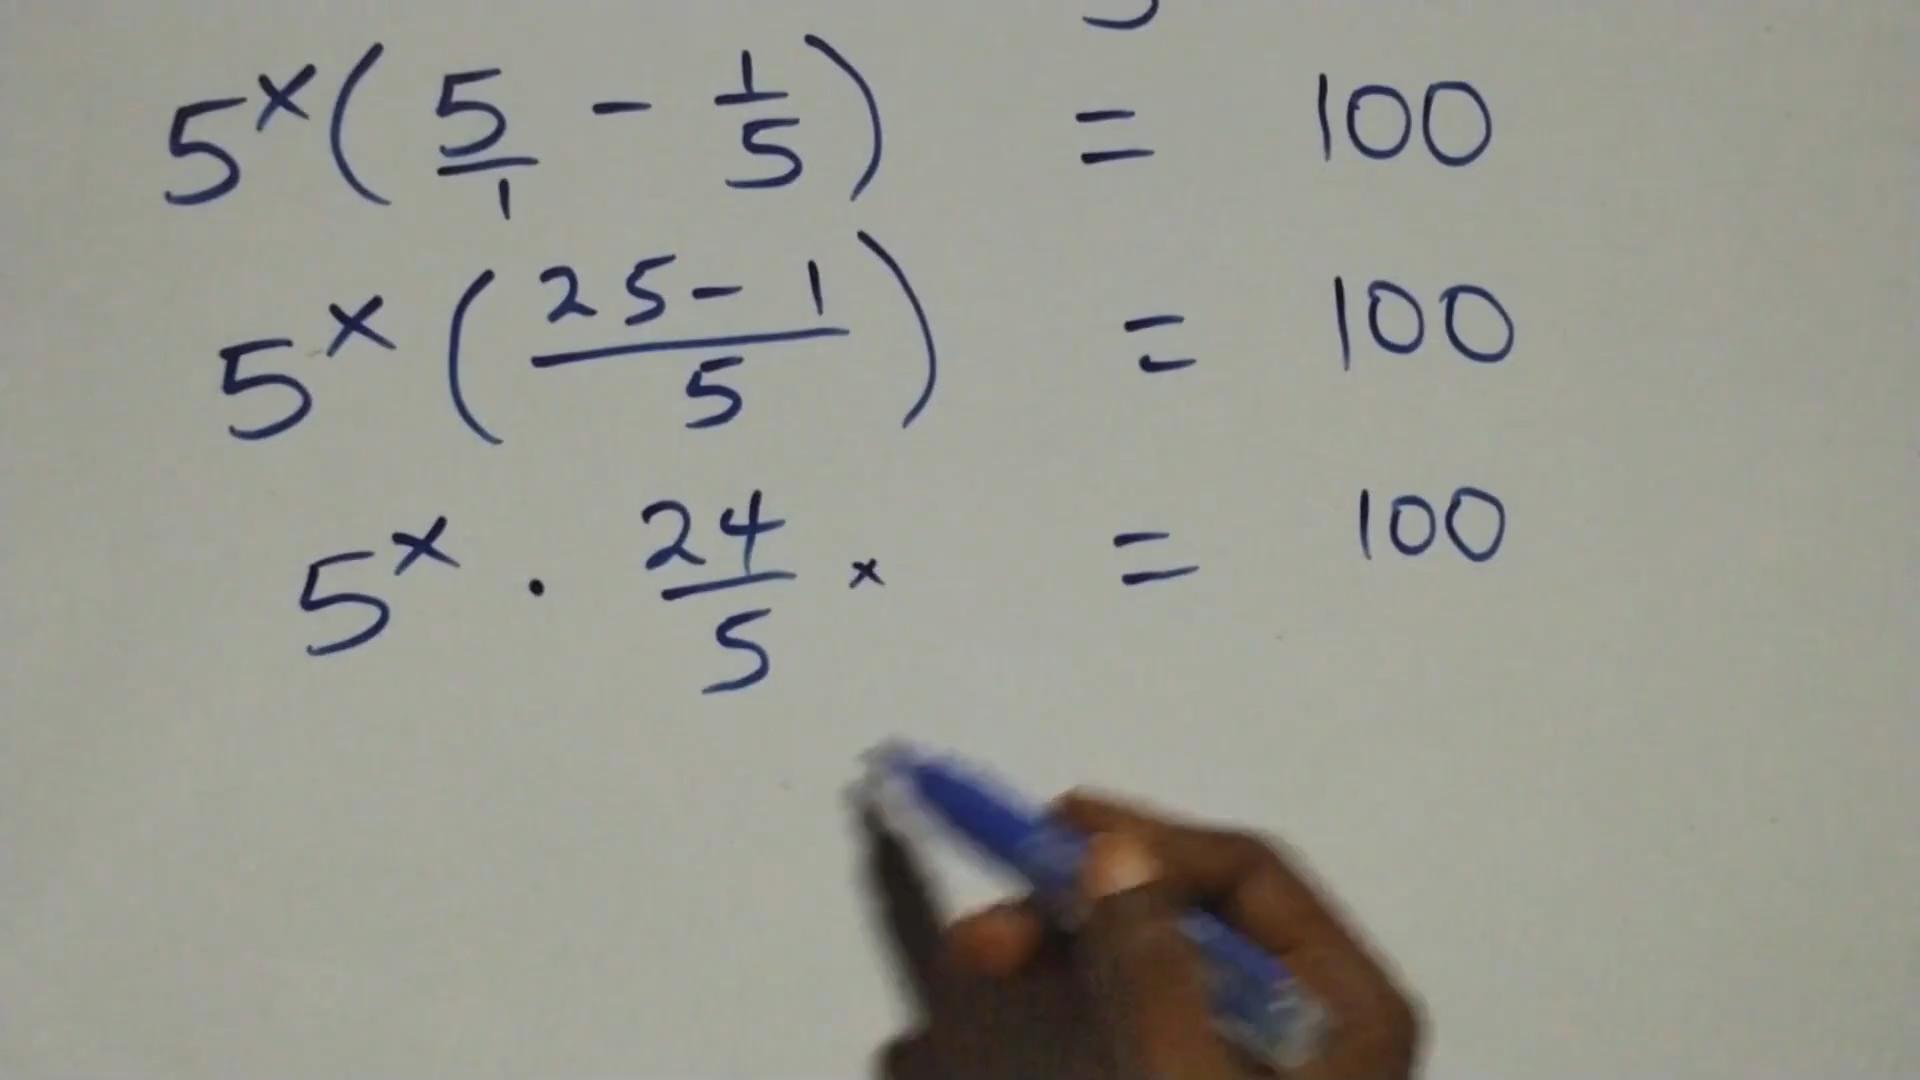 5^x (5/1 - 1/5) = 100
5^x (25-1/5) = 100
5^x · 24/5 × = 100